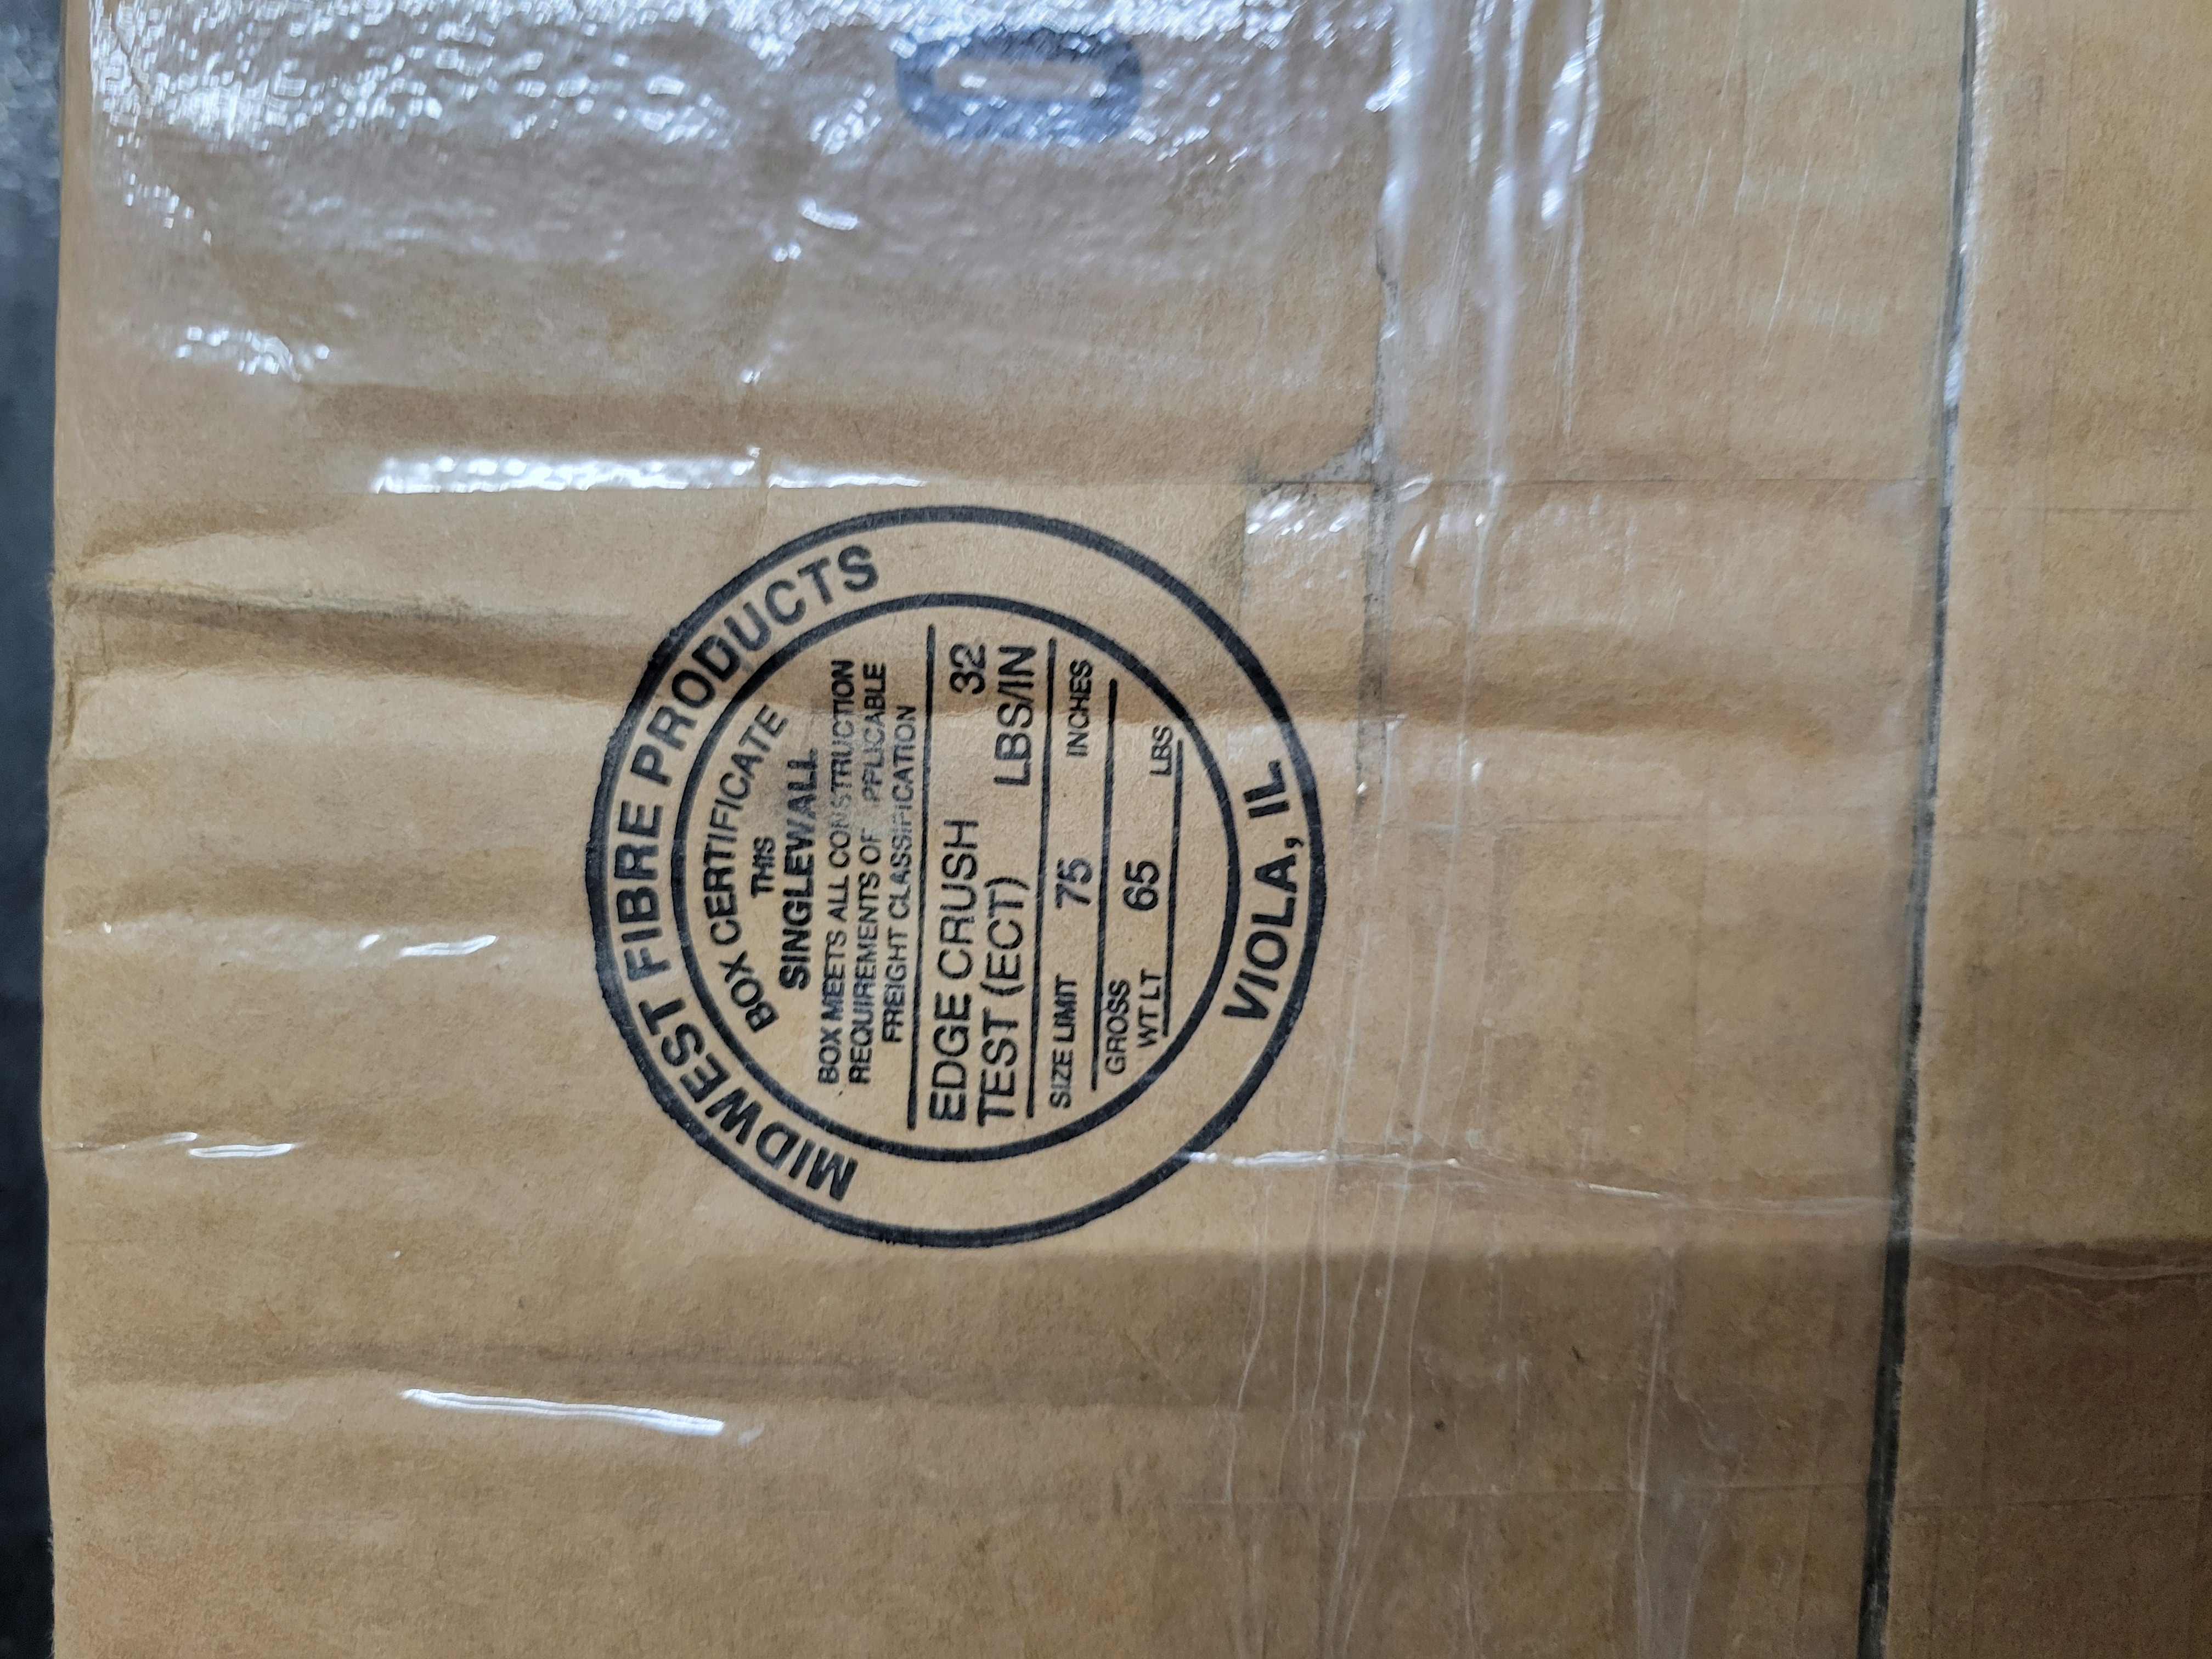 MIDWEST FIBRE PRODUCTS
BOX CERTIFICATE
THIS
SINGLEWALL
BOX MEETS ALL CONSTRUCTION
REQUIREMENTS OF PPLICABLE
FREIGHT CLASSIFICATION
EDGE CRUSH 32
TEST (ECT) LBS/IN
SIZE LIMIT 75 INCHES
GROSS
WT LT 65 LBS
VIOLA, IL